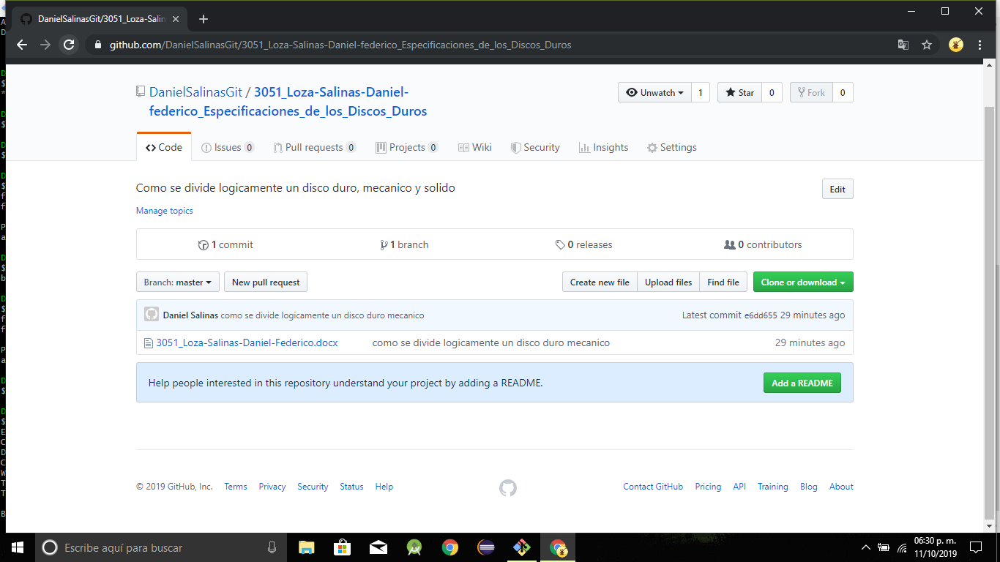 DanielSalinasGit/3051_Loza-Salin
github.com/DanielSalinasGit/3051_Loza-Salinas-Daniel-federico_Especificaciones_de_los_Discos_Duros
DanielSalinasGit / 3051_Loza-Salinas-Daniel-
federico_Especificaciones_de_los_Discos_Duros
Unwatch 1 Star 0 Fork 0
Code Issues 0 Pull requests 0 Projects 0 Wiki Security Insights Settings
Como se divide logicamente un disco duro, mecanico y solido
Edit
Manage topics
1 commit 1 branch 0 releases 0 contributors
Branch: master New pull request Create new file Upload files Find file Clone or download
Daniel Salinas como se divide logicamente un disco duro mecanico Latest commit e6dd655 29 minutes ago
3051_Loza-Salinas-Daniel-Federico.docx como se divide logicamente un disco duro mecanico 29 minutes ago
Help people interested in this repository understand your project by adding a README. Add a README
© 2019 GitHub, Inc. Terms Privacy Security Status Help Contact GitHub Pricing API Training Blog About
Escribe aquí para buscar
06:30 p. m.
11/10/2019